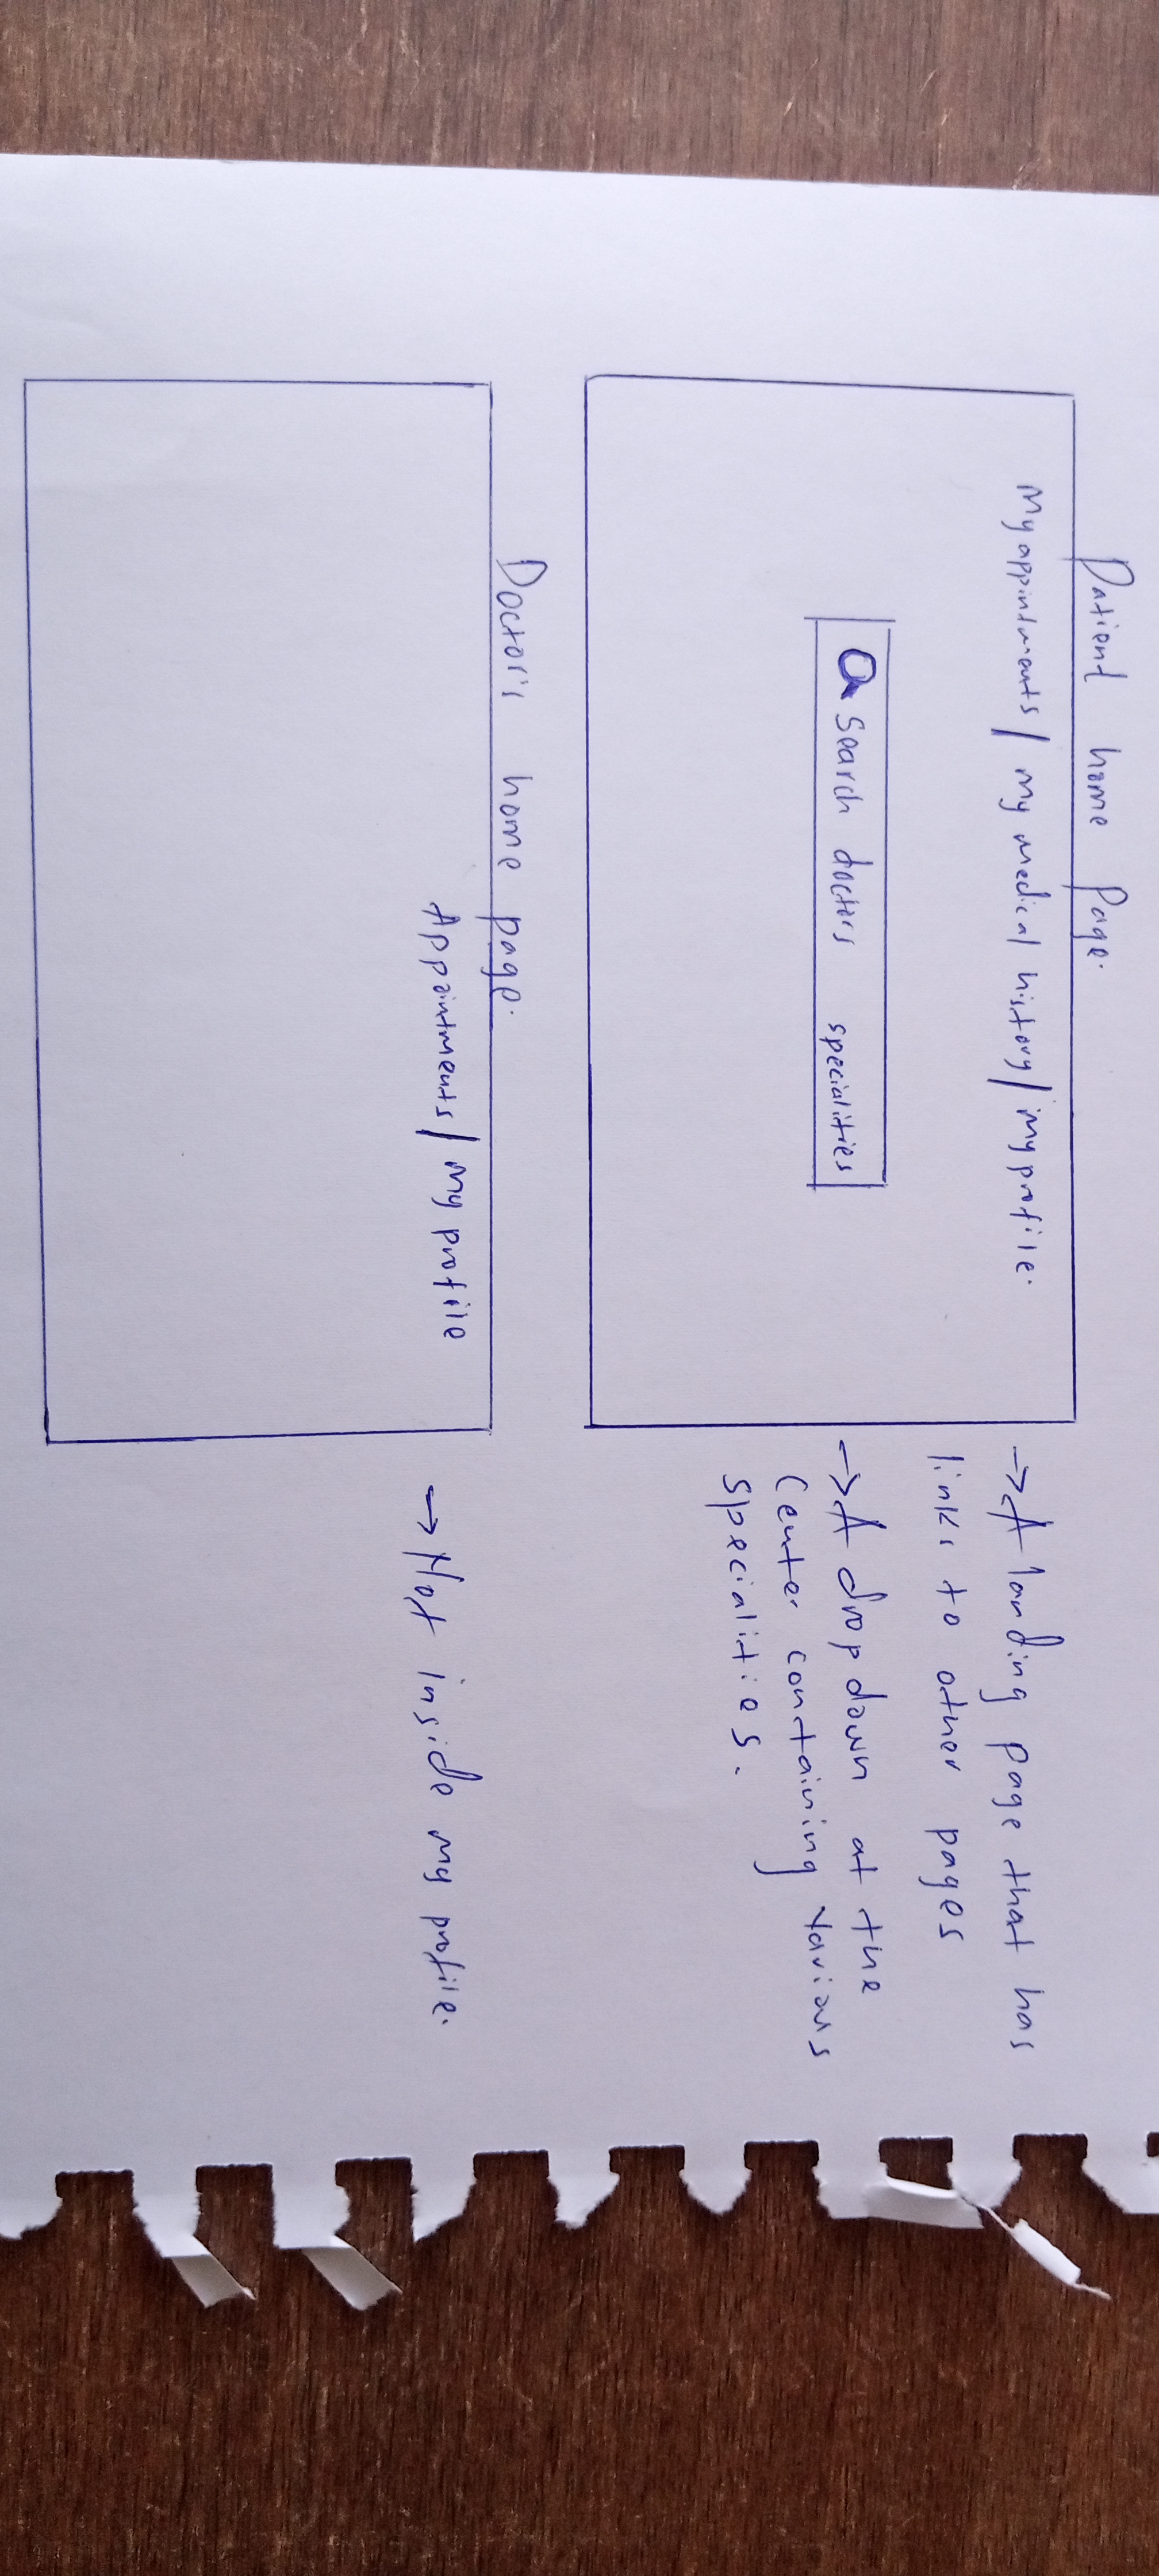 Patient home Page.
My appointments / My medical history / My profile.
→ A landing page that has
links to other pages
Search doctors specialities
→ A drop down at the
Center containing various
specialities.
Doctor's home page.
Appointments / My profile
→ Not inside my profile.